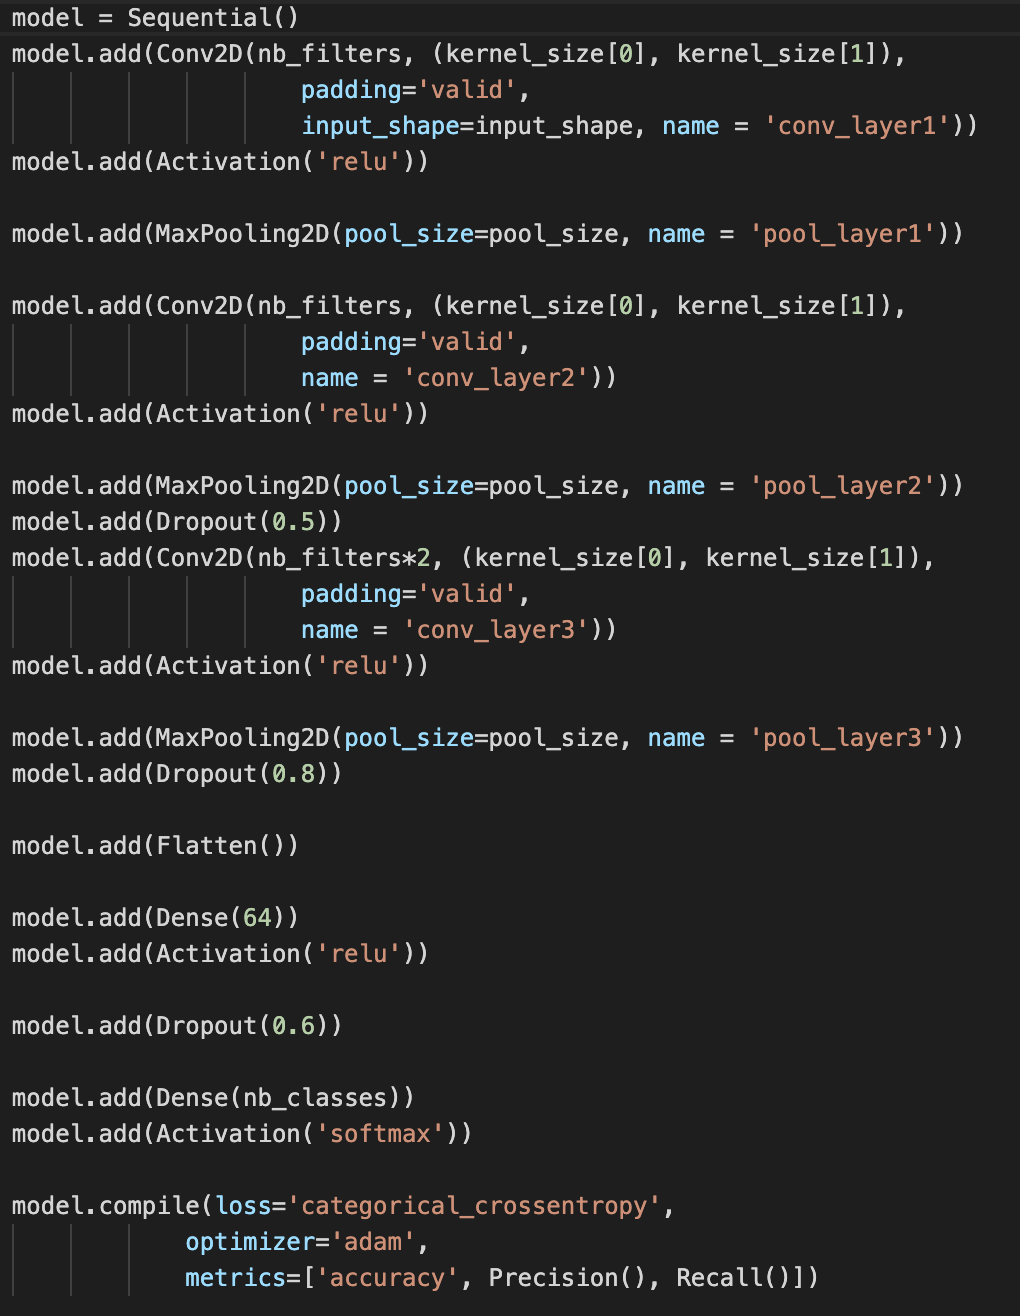 model = Sequential()
model.add(Conv2D(nb_filters, (kernel_size[0], kernel_size[1]),
padding='valid',
input_shape=input_shape, name = 'conv_layer1'))
model.add(Activation('relu'))
model.add(MaxPooling2D(pool_size=pool_size, name = 'pool_layer1'))
model.add(Conv2D(nb_filters, (kernel_size[0], kernel_size[1]),
padding='valid',
name = 'conv_layer2'))
model.add(Activation('relu'))
model.add(MaxPooling2D(pool_size=pool_size, name = 'pool_layer2'))
model.add(Dropout(0.5))
model.add(Conv2D(nb_filters*2, (kernel_size[0], kernel_size[1]),
padding='valid',
name = 'conv_layer3'))
model.add(Activation('relu'))
model.add(MaxPooling2D(pool_size=pool_size, name = 'pool_layer3'))
model.add(Dropout(0.8))
model.add(Flatten())
model.add(Dense(64))
model.add(Activation('relu'))
model.add(Dropout(0.6))
model.add(Dense(nb_classes))
model.add(Activation('softmax'))
model.compile(loss='categorical_crossentropy',
optimizer='adam',
metrics=['accuracy', Precision(), Recall()])